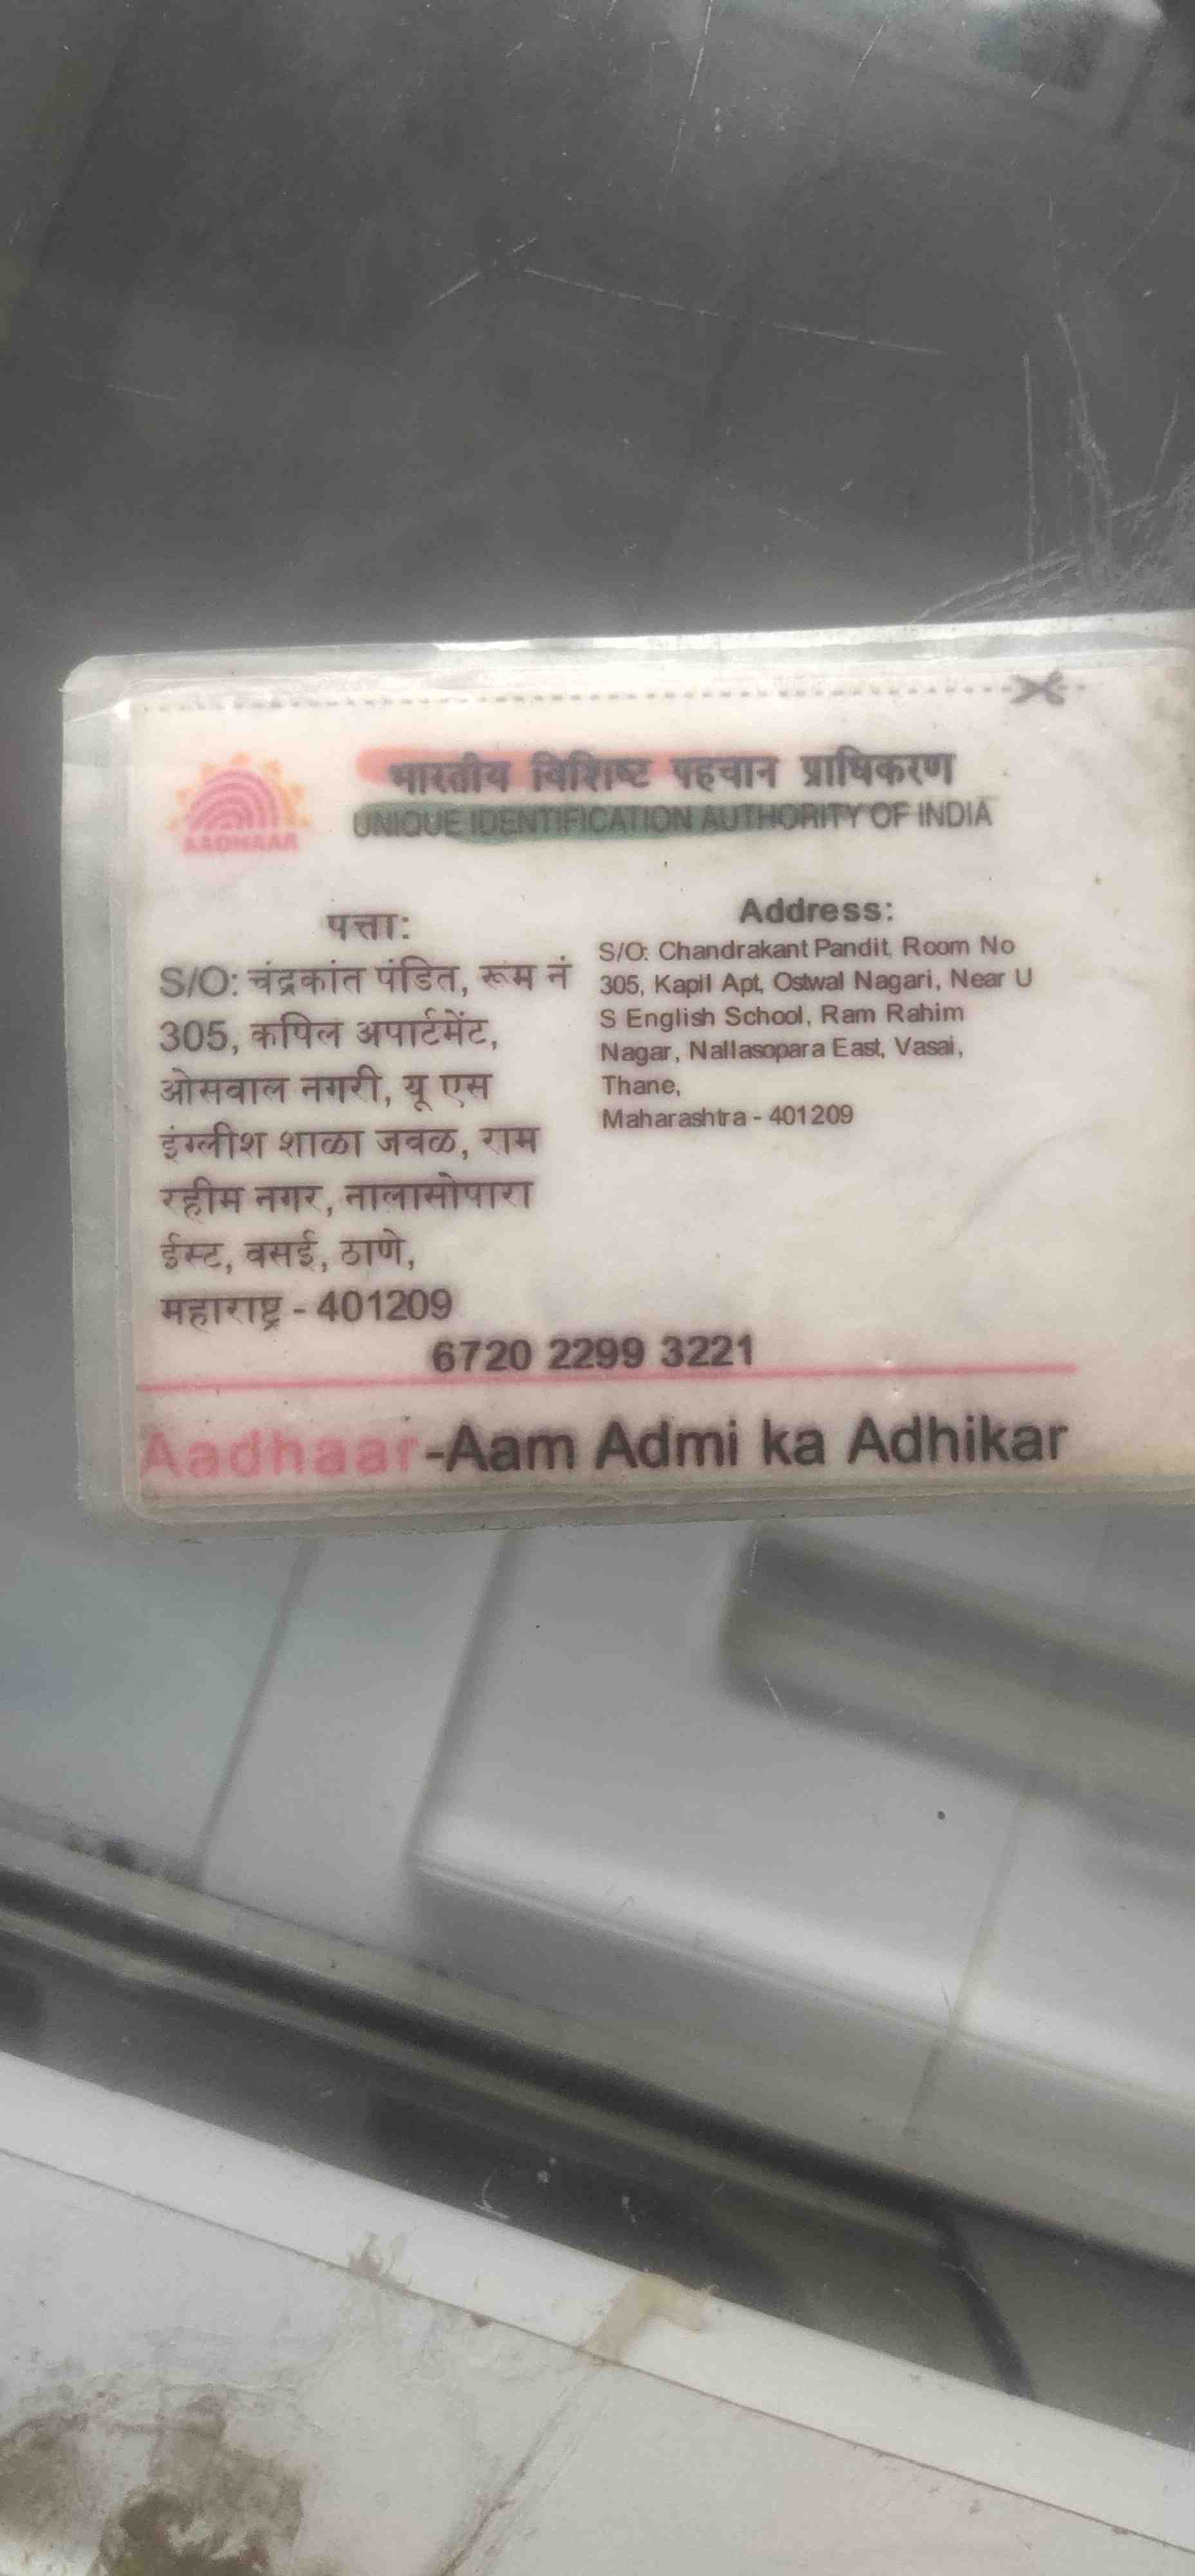 भारतीय विशिष्ट पहचान प्राधिकरण
UNIQUE IDENTIFICATION AUTHORITY OF INDIA
AADHAAR
पत्ता:
S/O: चंद्रकांत पंडित, रूम नं
305, कपिल अपार्टमेंट,
ओसवाल नगरी, यू एस
इंग्लीश शाळा जवळ, राम
रहीम नगर, नालासोपारा
ईस्ट, वसई, ठाणे,
महाराष्ट्र - 401209
Address:
S/O: Chandrakant Pandit, Room No
305, Kapil Apt, Ostwal Nagari, Near U
S English School, Ram Rahim
Nagar, Nallasopara East, Vasai,
Thane,
Maharashtra - 401209
6720 2299 3221
Aadhaar-Aam Admi ka Adhikar